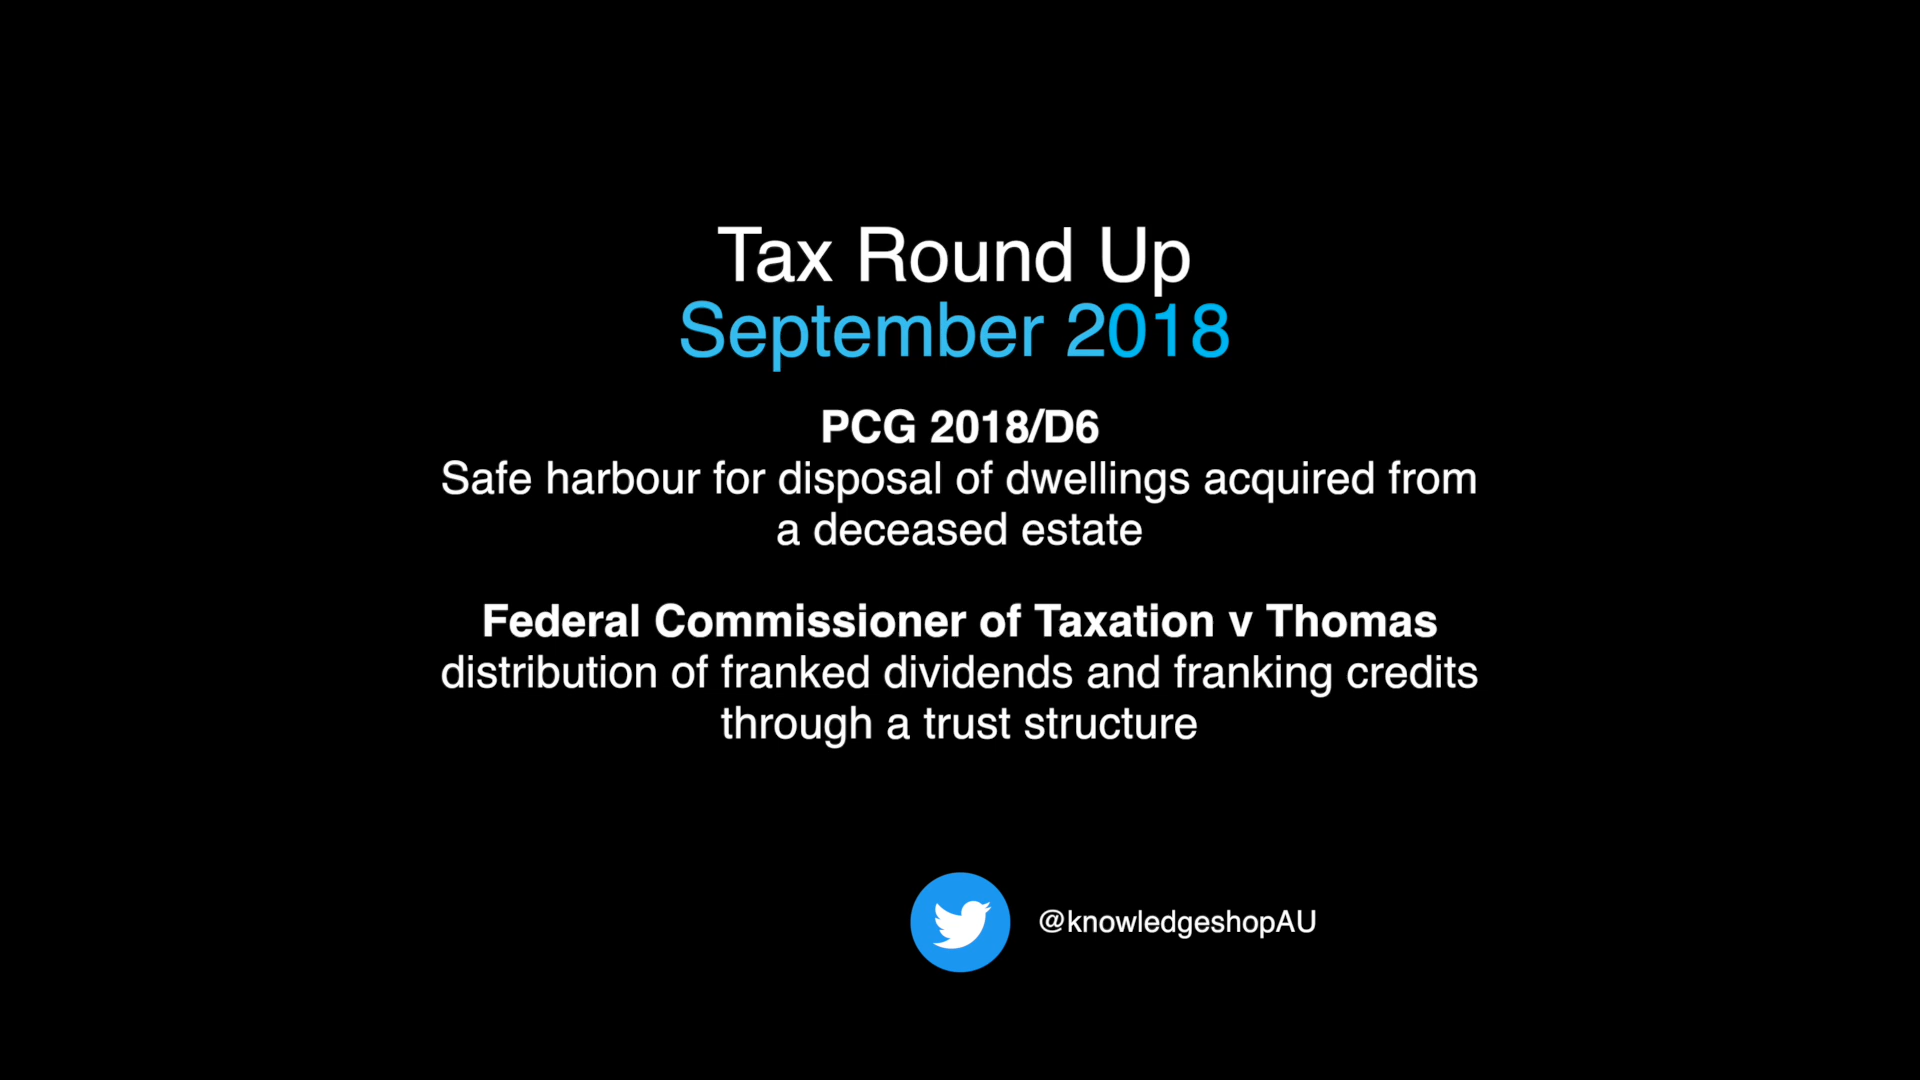 Tax Round Up
September 2018
PCG 2018/D6
Safe harbour for disposal of dwellings acquired from
a deceased estate
Federal Commissioner of Taxation v Thomas
distribution of franked dividends and franking credits
through a trust structure
@knowledgeshopAU